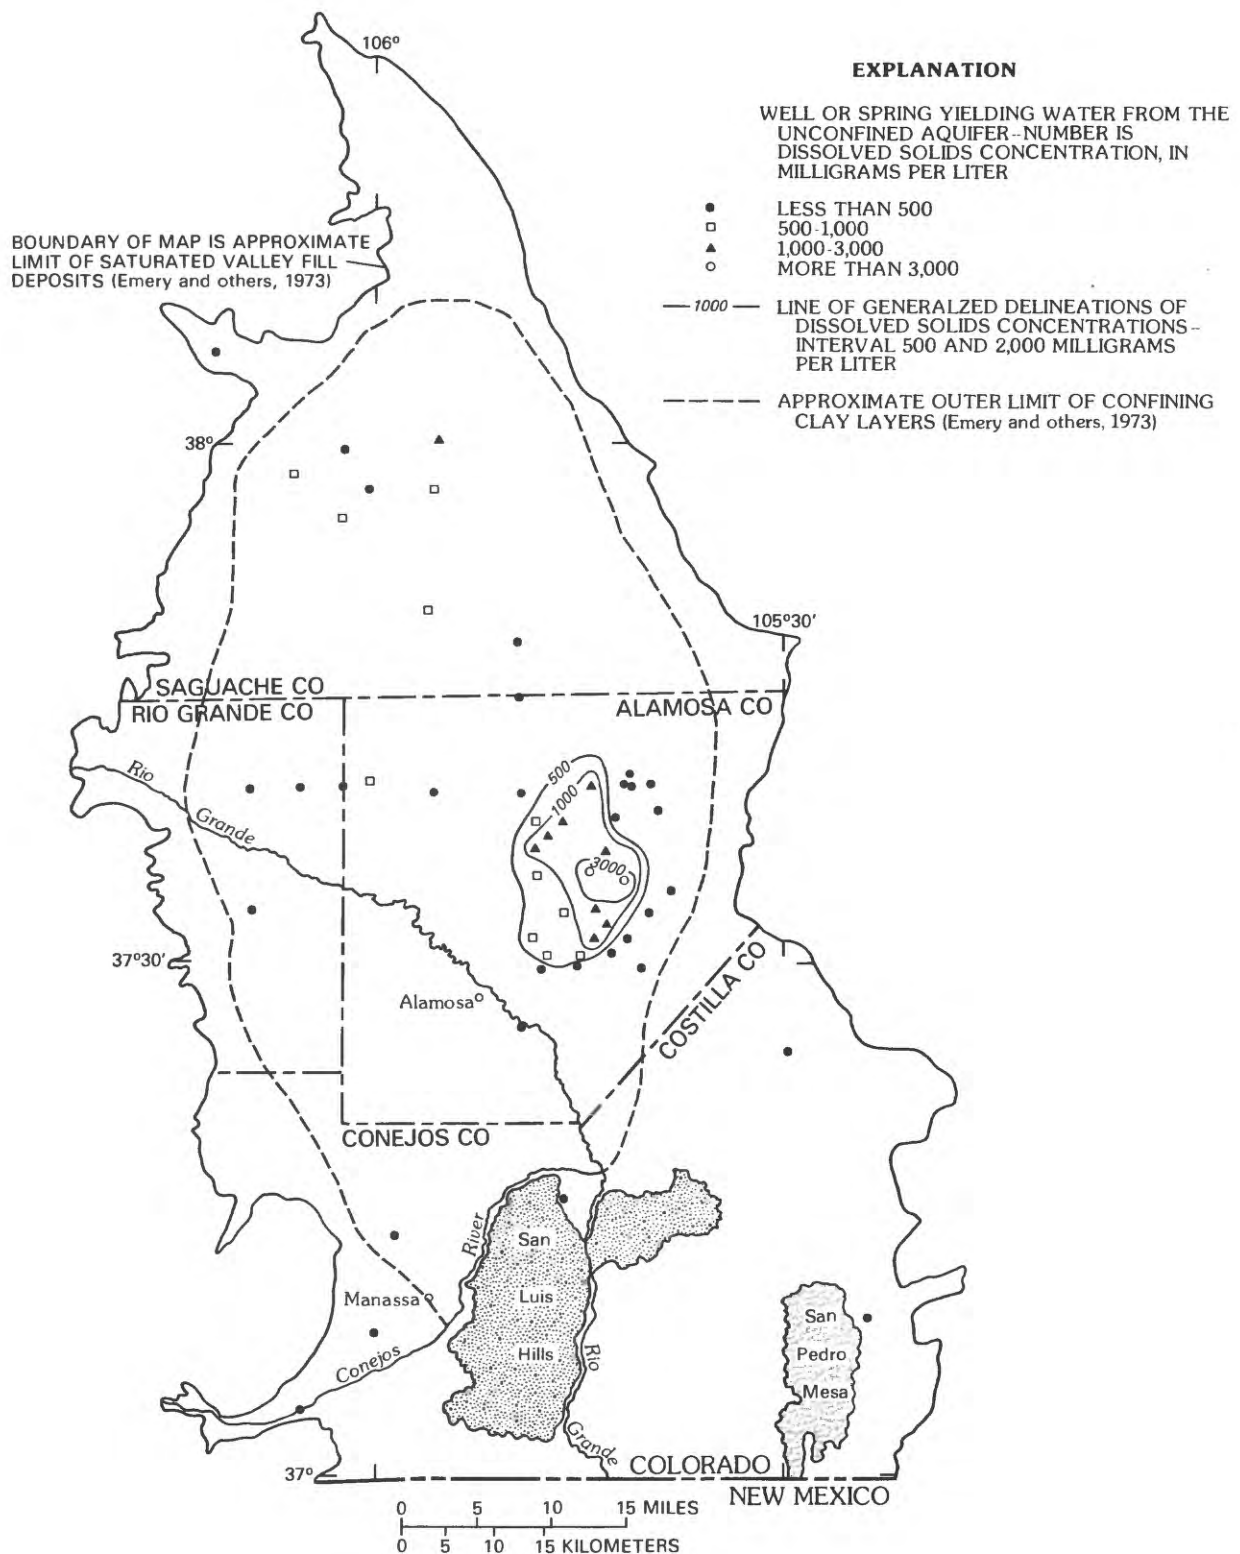 106°
EXPLANATION
WELL OR SPRING YIELDING WATER FROM THE
UNCONFINED AQUIFER--NUMBER IS
DISSOLVED SOLIDS CONCENTRATION, IN
MILLIGRAMS PER LITER
LESS THAN 500
500-1,000
1,000-3,000
MORE THAN 3,000
—1000— LINE OF GENERALZED DELINEATIONS OF
DISSOLVED SOLIDS CONCENTRATIONS--
INTERVAL 500 AND 2,000 MILLIGRAMS
PER LITER
APPROXIMATE OUTER LIMIT OF CONFINING
CLAY LAYERS (Emery and others, 1973)
BOUNDARY OF MAP IS APPROXIMATE
LIMIT OF SATURATED VALLEY FILL
DEPOSITS (Emery and others, 1973)
38°
105°30'
SAGUACHE CO
RIO GRANDE CO
ALAMOSA CO
Rio
Grande
500
1000
3000
37°30'
Alamosa
COSTILLA CO
CONEJOS CO
River
San
Luis
Hills
Manassa
Conejos
Rio
Grande
San
Pedro
Mesa
37°
COLORADO
NEW MEXICO
0 5 10 15 MILES
0 5 10 15 KILOMETERS